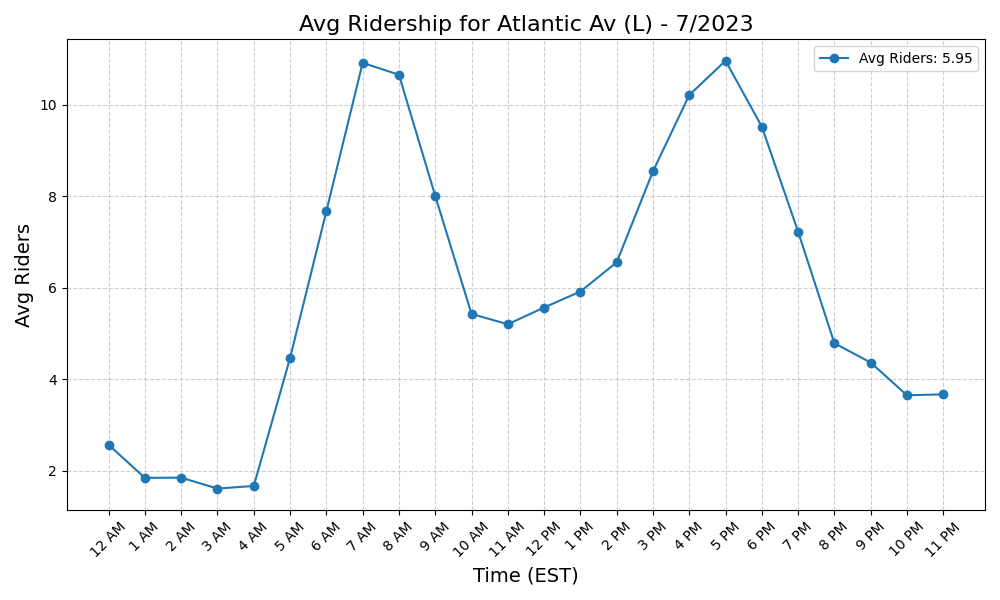 Avg Ridership for Atlantic Av (L) - 7/2023
Avg Riders: 5.95
Avg Riders
10
8
6
4
2
12 AM
1 AM
2 AM
3 AM
4 AM
5 AM
6 AM
7 AM
8 AM
9 AM
10 AM
11 AM
12 PM
1 PM
2 PM
3 PM
4 PM
5 PM
6 PM
7 PM
8 PM
9 PM
10 PM
11 PM
Time (EST)